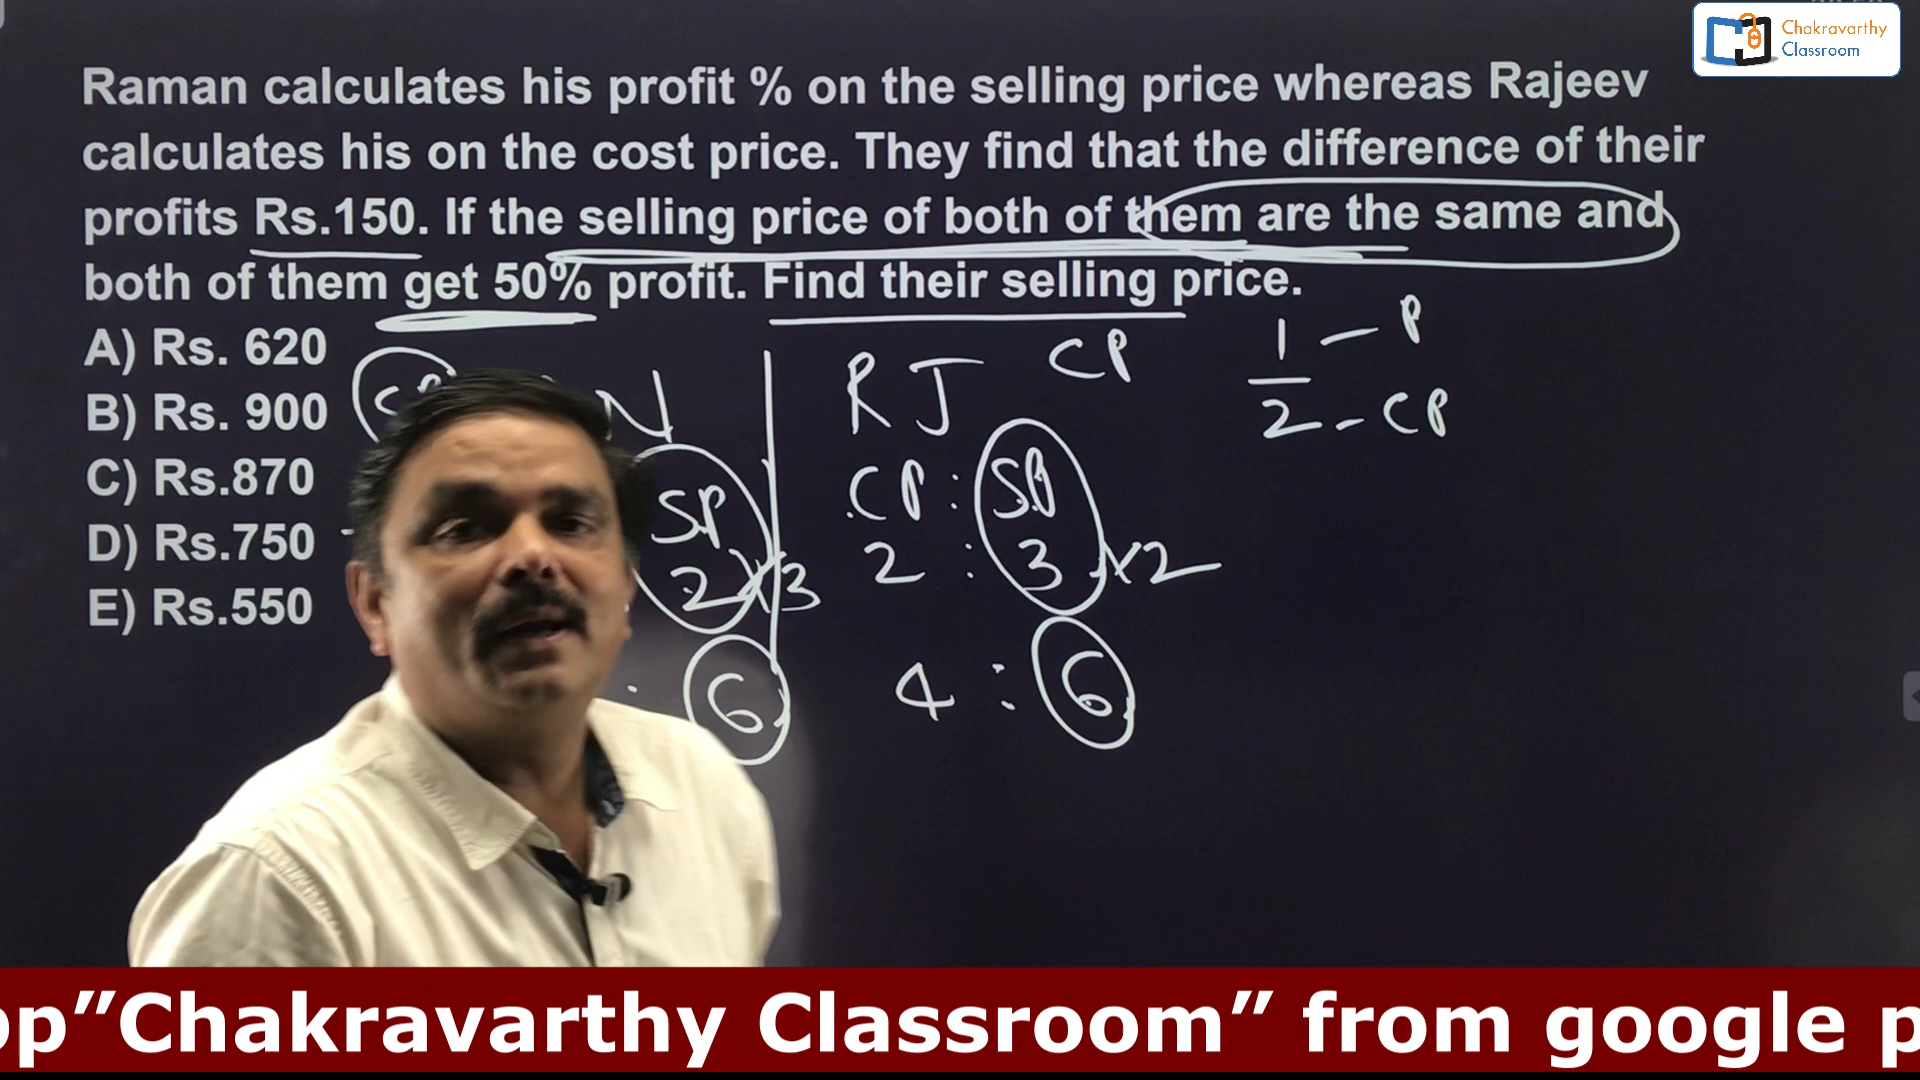 Chakravarthy
Classroom
Raman calculates his profit % on the selling price whereas Rajeev
calculates his on the cost price. They find that the difference of their
profits Rs.150. If the selling price of both of them are the same and
both of them get 50% profit. Find their selling price.
A) Rs. 620
B) Rs. 900
C) Rs.870
D) Rs.750
E) Rs.550
N
RJ CP
1 - P
2 - CP
SP
2 x 3
: 6
CP : SP
2 : 3 x 2
4 : 6
"Chakravarthy Classroom" from google